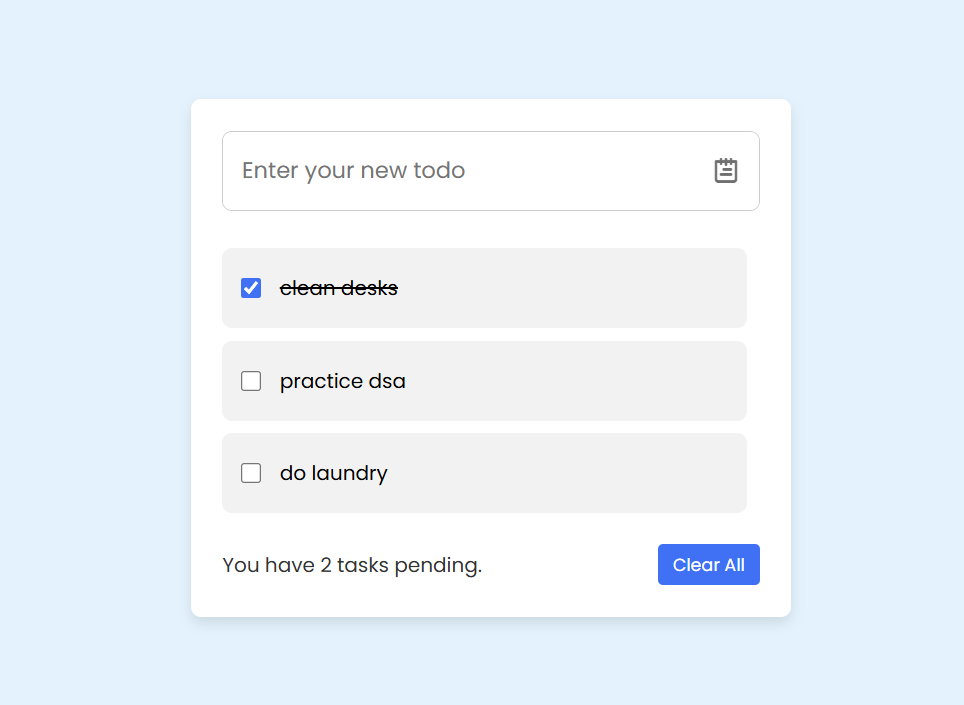 Enter your new todo
clean desks
practice dsa
do laundry
You have 2 tasks pending.
Clear All